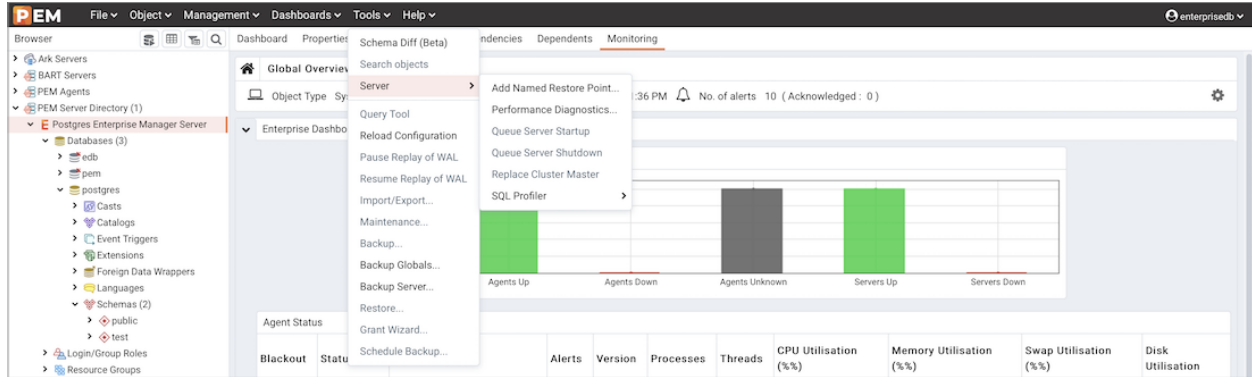 PEM File Object Management Dashboards Tools Help enterprisedb
Browser
Dashboard Properties ndencies Dependents Monitoring
Ark Servers
BART Servers
PEM Agents
PEM Server Directory (1)
Postgres Enterprise Manager Server
Databases (3)
edb
pem
postgres
Casts
Catalogs
Event Triggers
Extensions
Foreign Data Wrappers
Languages
Schemas (2)
public
test
Login/Group Roles
Resource Groups
Schema Diff (Beta)
Search objects
Server
Query Tool
Reload Configuration
Pause Replay of WAL
Resume Replay of WAL
Import/Export...
Maintenance...
Backup...
Backup Globals...
Backup Server...
Restore...
Grant Wizard...
Schedule Backup...
Add Named Restore Point...
Performance Diagnostics...
Queue Server Startup
Queue Server Shutdown
Replace Cluster Master
SQL Profiler
Global Overview
Object Type Sy :36 PM No. of alerts 10 ( Acknowledged : 0 )
Enterprise Dashbo
Agents Up Agents Down Agents Unknown Servers Up Servers Down
Agent Status
Blackout Statu Alerts Version Processes Threads CPU Utilisation (%%) Memory Utilisation (%%) Swap Utilisation (%%) Disk Utilisation